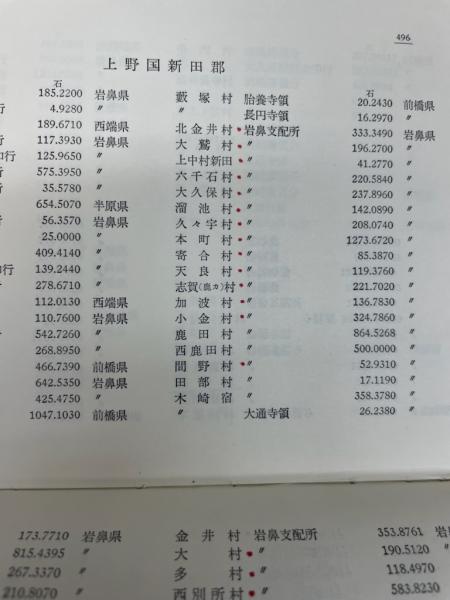 496
上野国新田郡
石 石
185.2200 岩鼻県 藪塚村 胎養寺領 20.2430 前橋県
行 4.9280 〃 〃 長円寺領 16.2970 〃
189.6710 西端県 北金井村 岩鼻支配所 333.3490 岩鼻県
117.3930 岩鼻県 大鷲村 〃 196.2700 〃
行 125.9650 〃 上中村新田 〃 41.2770 〃
575.3950 〃 六千石村 〃 220.5840 〃
35.5780 〃 大久保村 〃 237.8960 〃
654.5070 半原県 溜池村 〃 142.0890 〃
56.3570 岩鼻県 久々宇村 〃 208.0740 〃
25.0000 〃 本町村 〃 1273.6720 〃
409.4140 〃 寄合村 〃 85.3870 〃
行 139.2440 〃 天良村 〃 119.3760 〃
278.6710 〃 志賀(鹿カ)村 〃 221.7020 〃
112.0130 西端県 加波村 〃 136.7830 〃
110.7600 岩鼻県 小金村 〃 324.7860 〃
542.7260 〃 鹿田村 〃 864.5268 〃
268.8950 〃 西鹿田村 〃 500.0000 〃
466.7390 前橋県 間野村 〃 52.9310 〃
642.5350 岩鼻県 田部村 〃 17.1190 〃
425.4750 〃 木崎宿 〃 358.3780 〃
1047.1030 前橋県 〃 大通寺領 26.2380 〃
173.7710 岩鼻県 金井村 岩鼻支配所 353.8761 岩
815.4395 〃 大村 〃 190.5120 〃
267.3370 〃 多村 〃 118.4970
210.8070 〃 西別所村 〃 583.8230